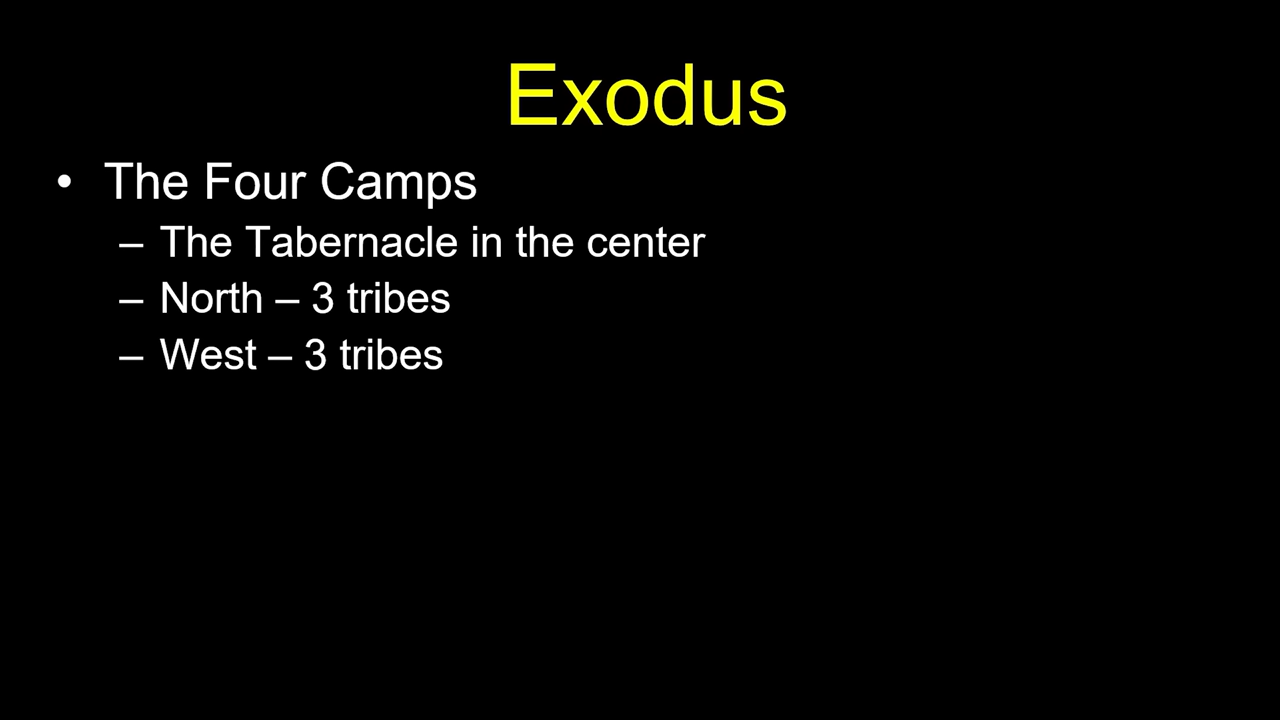 Exodus
• The Four Camps
– The Tabernacle in the center
– North – 3 tribes
– West – 3 tribes